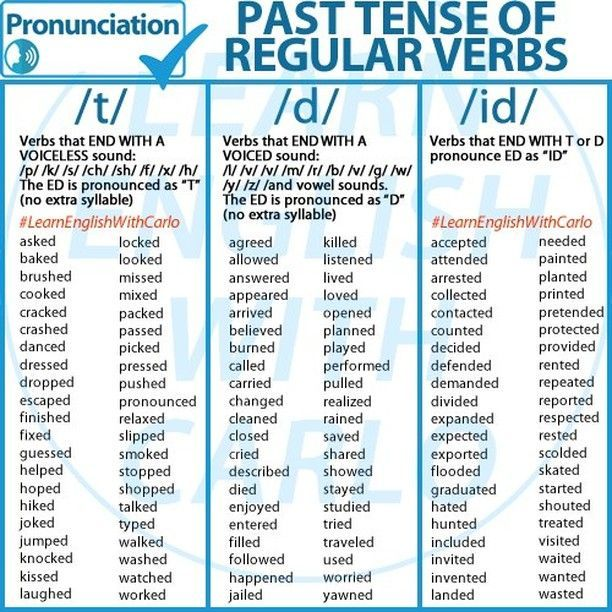 Pronunciation
PAST TENSE OF
REGULAR VERBS
/t/
Verbs that END WITH A
VOICELESS sound:
/p/ /k/ /s/ /ch/ /sh/ /f/ /x/ /h/
The ED is pronounced as "T"
(no extra syllable)
#LearnEnglishWithCarlo
asked locked
baked looked
brushed missed
cooked mixed
cracked packed
crashed passed
danced picked
dressed pressed
dropped pushed
escaped pronounced
finished relaxed
fixed slipped
guessed smoked
helped stopped
hoped shopped
hiked talked
joked typed
jumped walked
knocked washed
kissed watched
laughed worked
/d/
Verbs that END WITH A
VOICED sound:
/l/ /v/ /v/ /m/ /r/ /b/ /v/ /g/ /w/
/y/ /z/ /and vowel sounds.
The ED is pronounced as "D"
(no extra syllable)
agreed killed
allowed listened
answered lived
appeared loved
arrived opened
believed planned
burned played
called performed
carried pulled
changed realized
cleaned rained
closed saved
cried shared
described showed
died stayed
enjoyed studied
entered tried
filled traveled
followed used
happened worried
jailed yawned
/id/
Verbs that END WITH T or D
pronounce ED as "ID"
#LearnEnglishWithCarlo
accepted needed
attended painted
arrested planted
collected printed
contacted pretended
counted protected
decided provided
defended rented
demanded repeated
divided reported
expanded respected
expected rested
exported scolded
flooded skated
graduated started
hated shouted
hunted treated
included visited
invited waited
invented wanted
landed wasted
LEARN
ENGLISH
WITH
CARLO